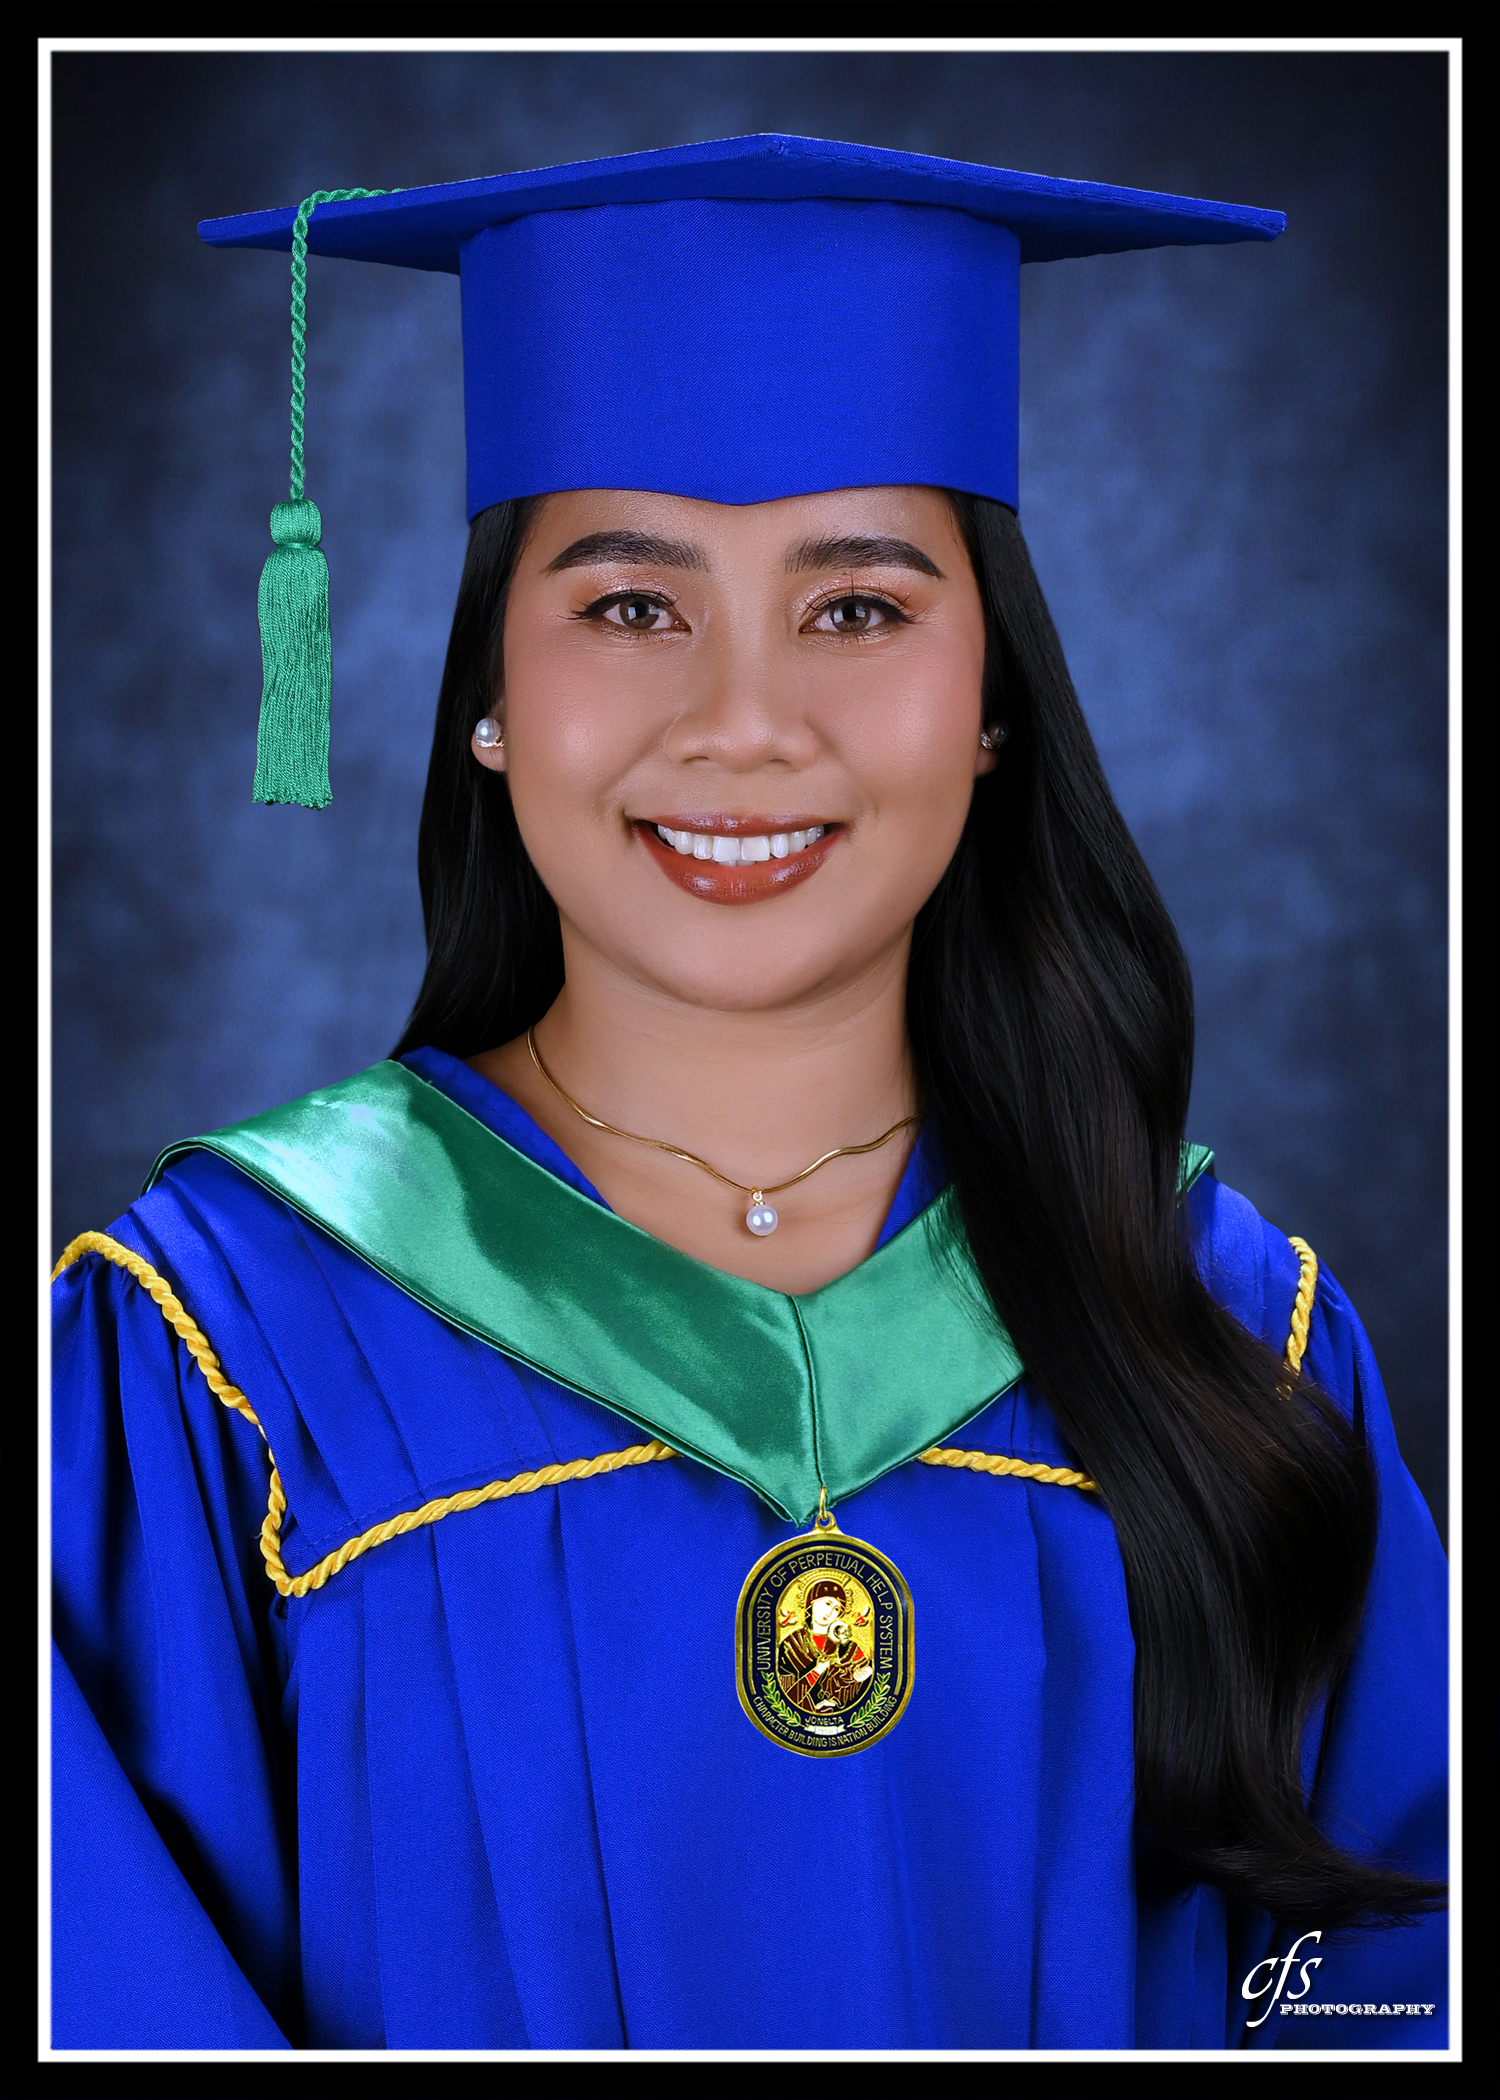 UNIVERSITY OF PERPETUAL HELP SYSTEM
JONELTA
CHARACTER BUILDING IS NATION BUILDING
cfs
PHOTOGRAPHY